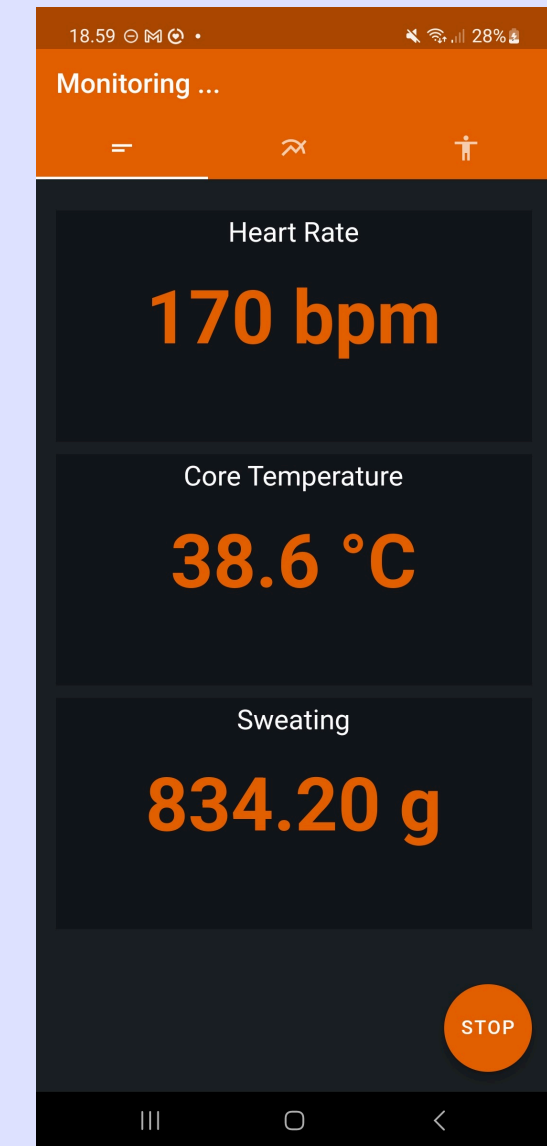 18.59 28%
Monitoring ...
Heart Rate
170 bpm
Core Temperature
38.6 °C
Sweating
834.20 g
STOP